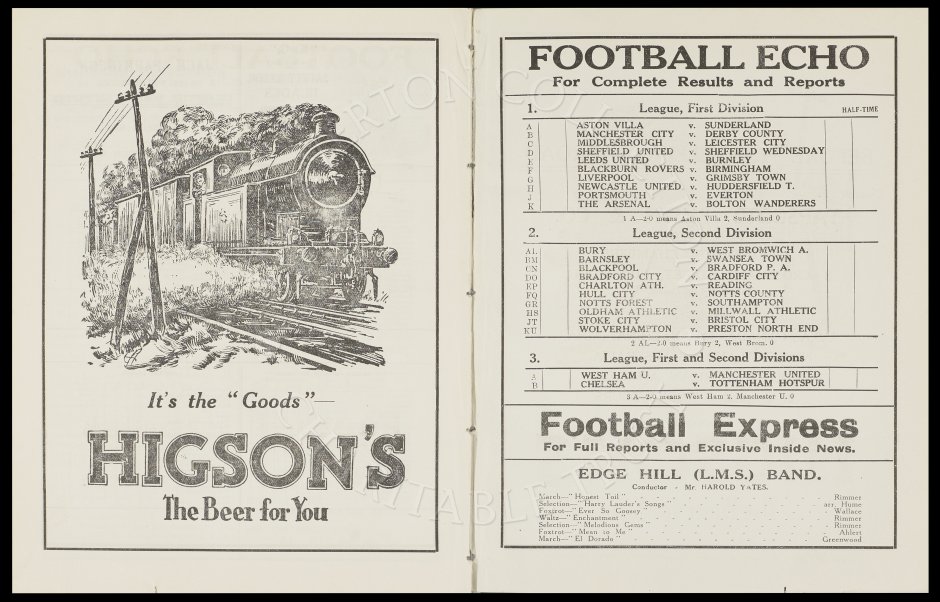 It's the "Goods"—
HIGSON'S
The Beer for You
FOOTBALL ECHO
For Complete Results and Reports
1. League, First Division HALF-TIME
A ASTON VILLA v. SUNDERLAND
B MANCHESTER CITY v. DERBY COUNTY
C MIDDLESBROUGH v. LEICESTER CITY
D SHEFFIELD UNITED v. SHEFFIELD WEDNESDAY
E LEEDS UNITED v. BURNLEY
F BLACKBURN ROVERS v. BIRMINGHAM
G LIVERPOOL v. GRIMSBY TOWN
H NEWCASTLE UNITED v. HUDDERSFIELD T.
J PORTSMOUTH v. EVERTON
K THE ARSENAL v. BOLTON WANDERERS
1 A—2-0 means Aston Villa 2, Sunderland 0
2. League, Second Division
AL BURY v. WEST BROMWICH A.
BM BARNSLEY v. SWANSEA TOWN
CN BLACKPOOL v. BRADFORD P. A.
DO BRADFORD CITY v. CARDIFF CITY
EP CHARLTON ATH. v. READING
FQ HULL CITY v. NOTTS COUNTY
GR NOTTS FOREST v. SOUTHAMPTON
HS OLDHAM ATHLETIC v. MILLWALL ATHLETIC
JT STOKE CITY v. BRISTOL CITY
KU WOLVERHAMPTON v. PRESTON NORTH END
2 AL—2-0 means Bury 2, West Brom. 0
3. League, First and Second Divisions
WEST HAM U. v. MANCHESTER UNITED
B CHELSEA v. TOTTENHAM HOTSPUR
3 A—2-0 means West Ham 2, Manchester U. 0
Football Express
For Full Reports and Exclusive Inside News.
EDGE HILL (L.M.S.) BAND.
Conductor - Mr. HAROLD YATES.
March—"Honest Toil" Rimmer
Selection—"Harry Lauder's Songs" arr. Hume
Foxtrot—"Ever So Goosey" Wallace
Waltz—"Enchantment" Rimmer
Selection—"Melodious Gems" Rimmer
Foxtrot—"Mean to Me" Ahlert
March—"El Dorado" Greenwood